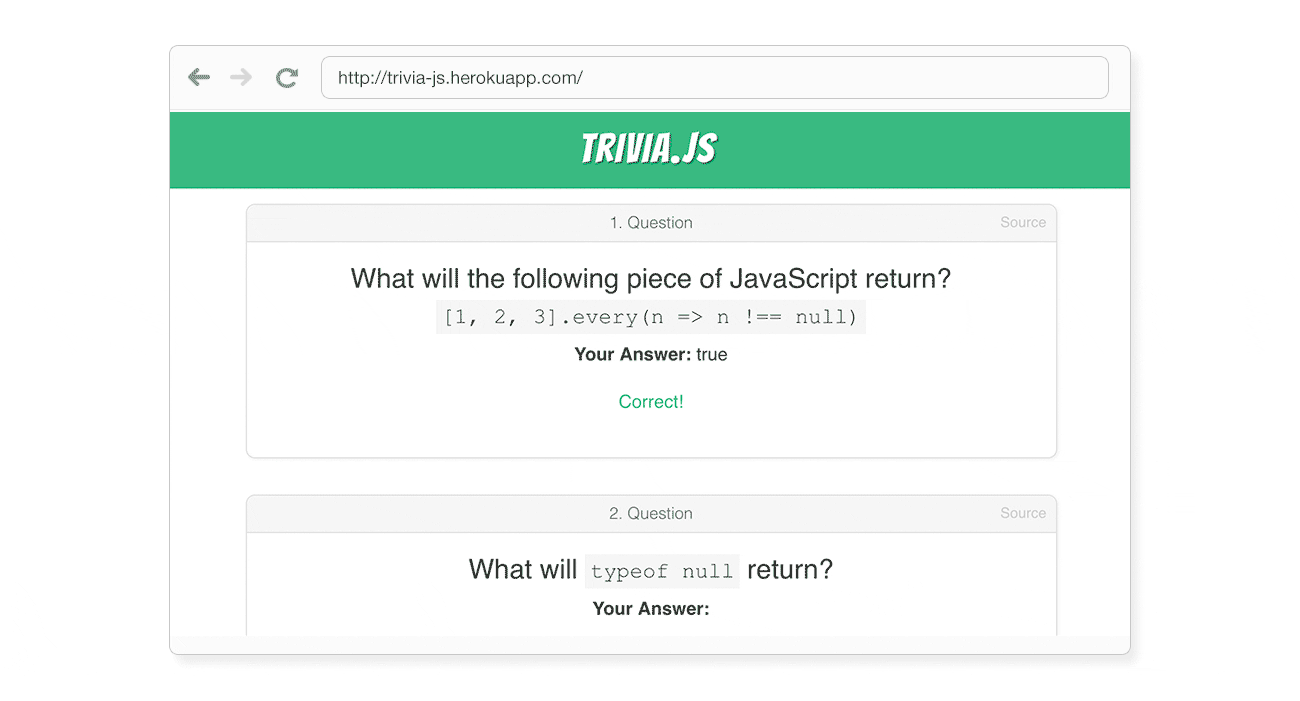 http://trivia-js.herokuapp.com/
TRIVIA.JS
1. Question Source
What will the following piece of JavaScript return?
[1, 2, 3].every(n => n !== null)
Your Answer: true
Correct!
2. Question Source
What will typeof null return?
Your Answer: